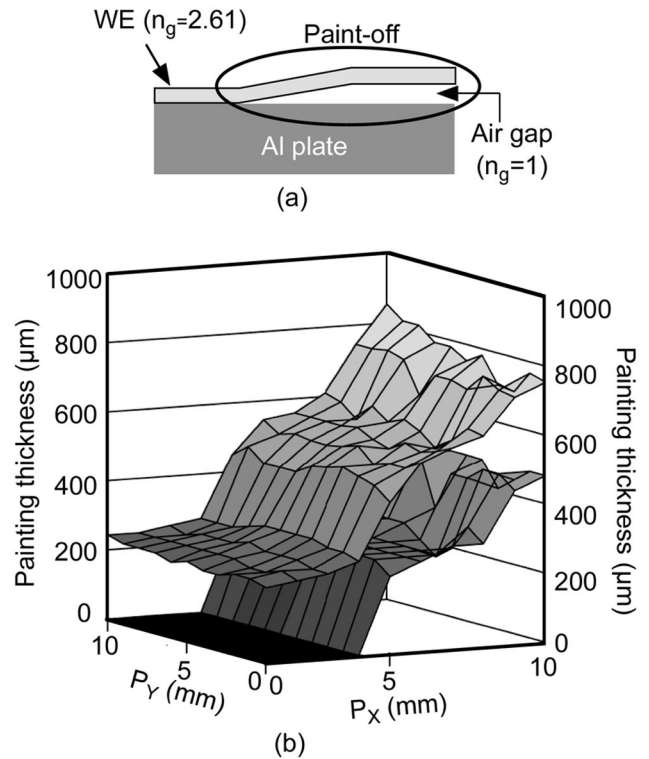 WE (ng=2.61)
Paint-off
Al plate
Air gap
(ng=1)
(a)
1000
800
600
400
200
0
Painting thickness (μm)
1000
800
600
400
200
0
Painting thickness (μm)
10
5
0
PY (mm)
0
5
10
PX (mm)
(b)